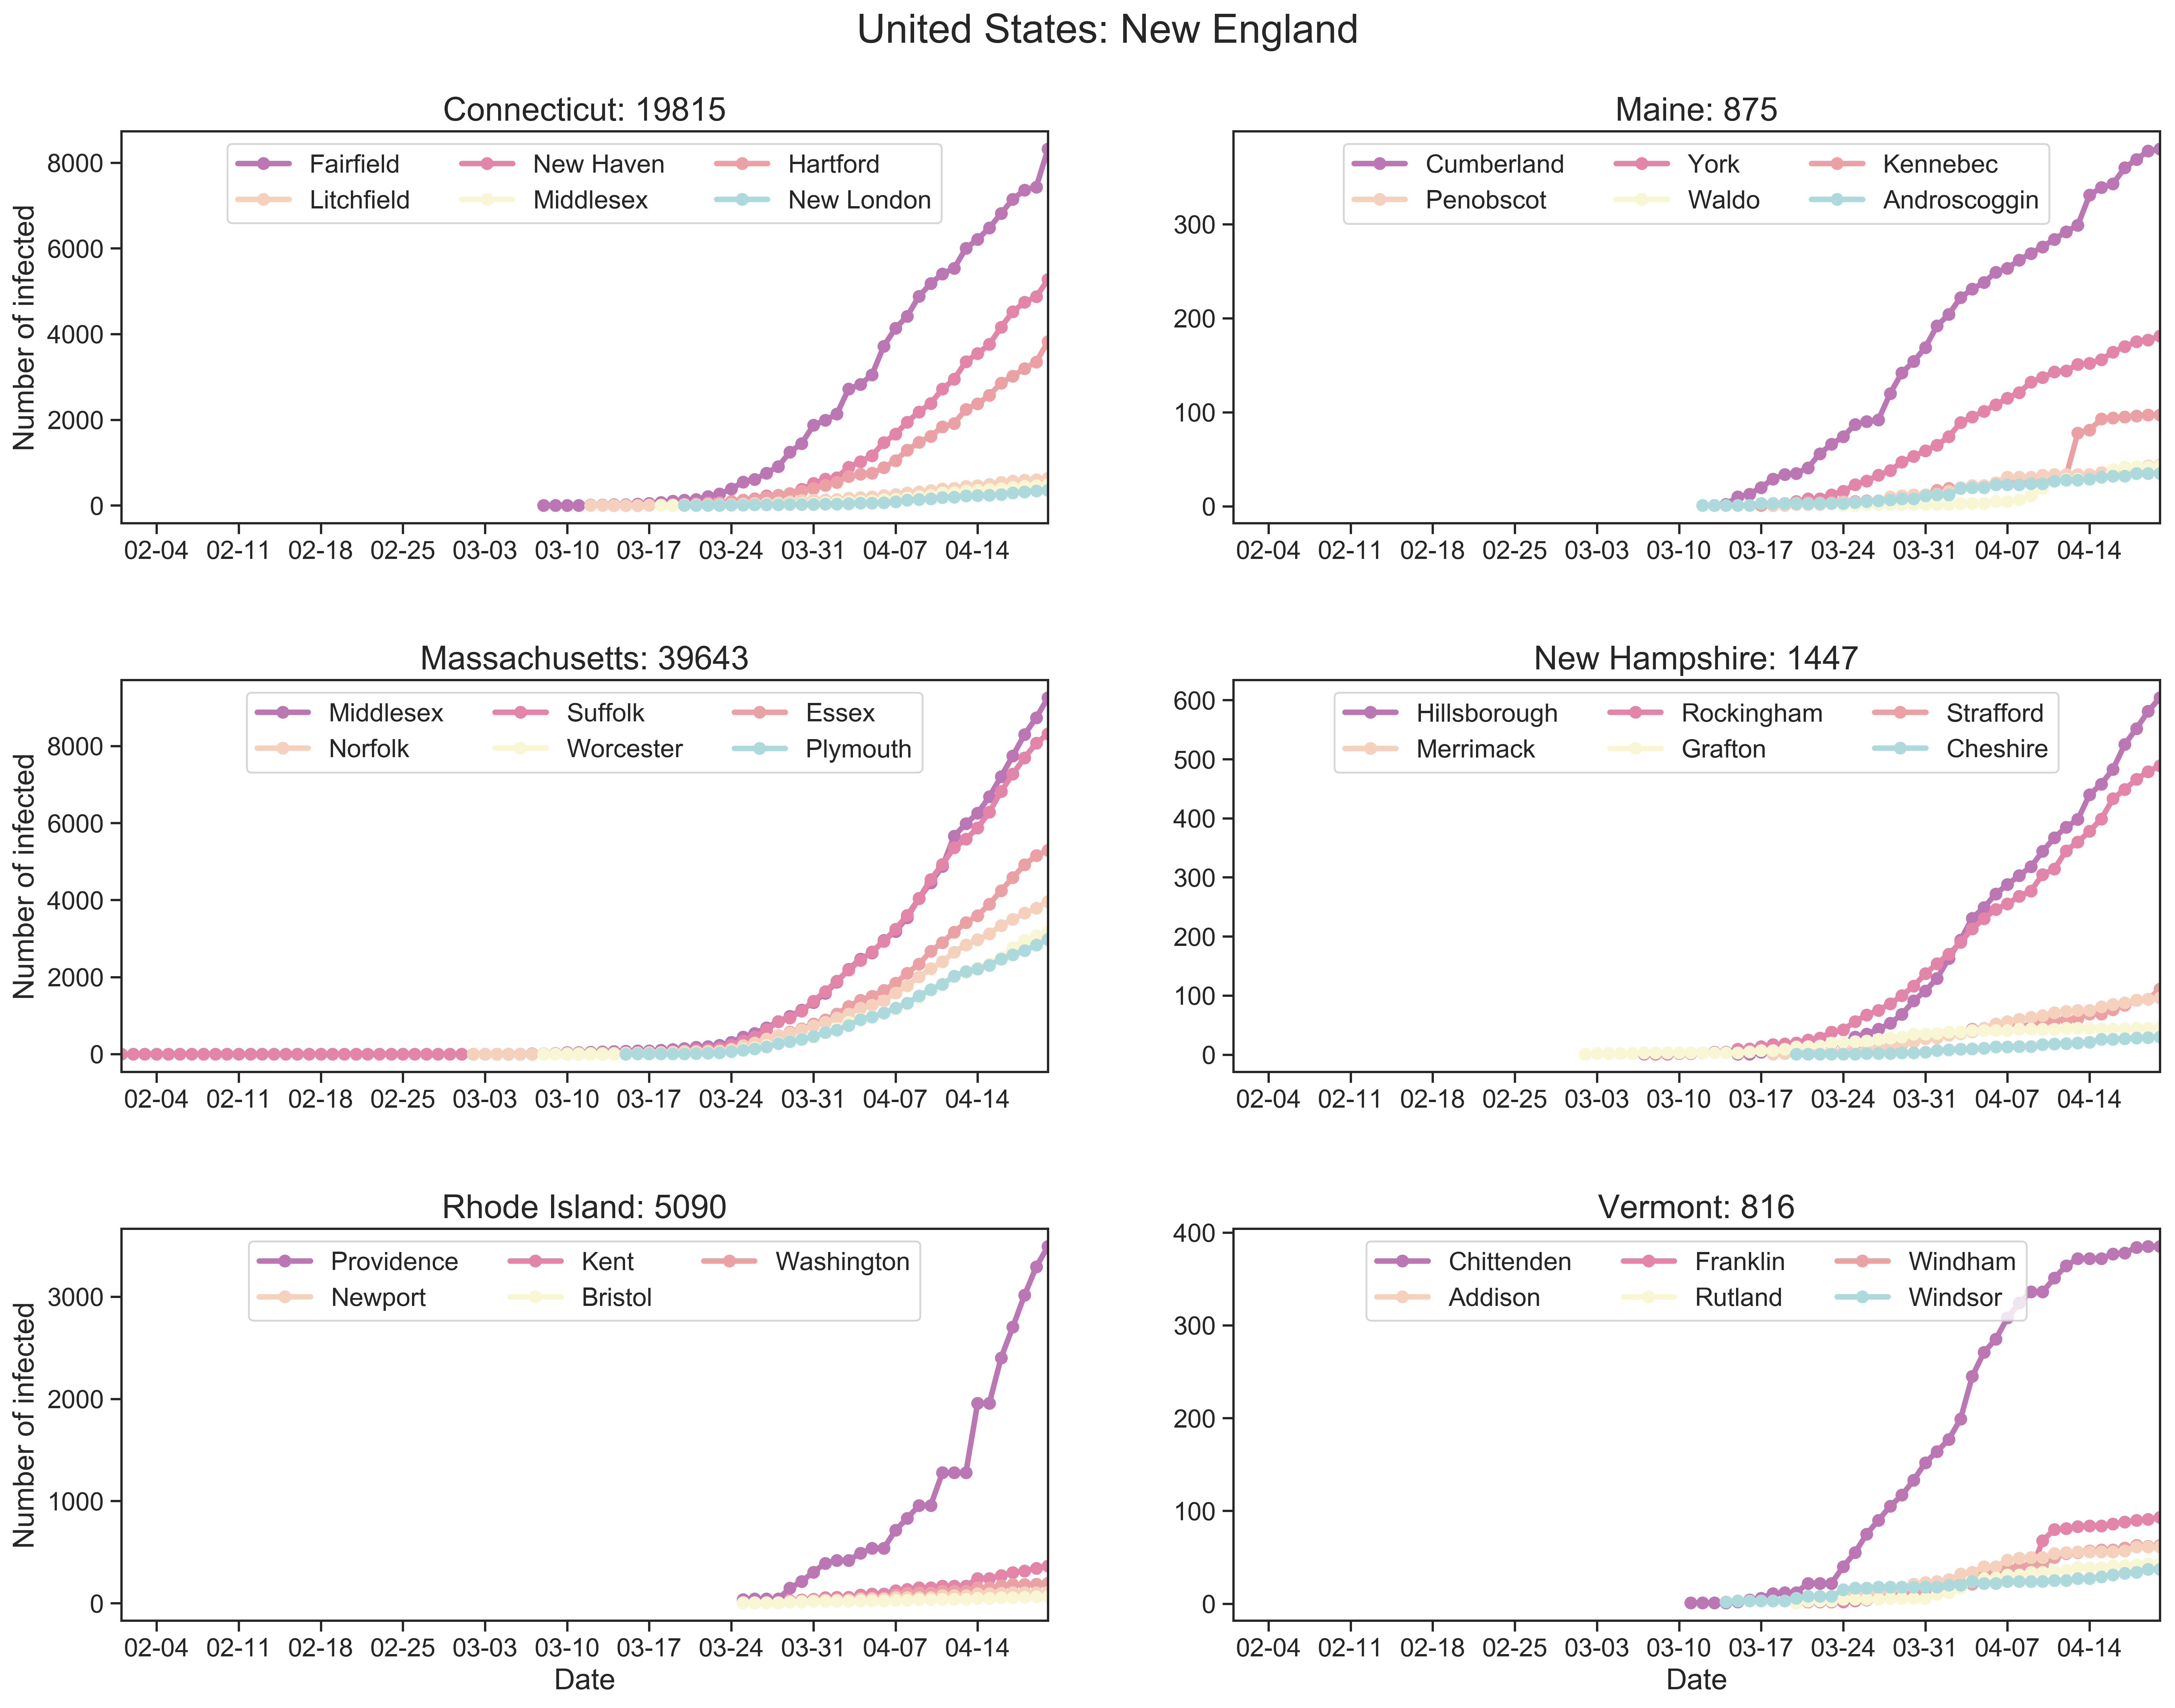 United States: New England
Connecticut: 19815
Fairfield New Haven Hartford
Litchfield Middlesex New London
Number of infected
8000
6000
4000
2000
0
02-04 02-11 02-18 02-25 03-03 03-10 03-17 03-24 03-31 04-07 04-14
Maine: 875
Cumberland York Kennebec
Penobscot Waldo Androscoggin
300
200
100
0
02-04 02-11 02-18 02-25 03-03 03-10 03-17 03-24 03-31 04-07 04-14
Massachusetts: 39643
Middlesex Suffolk Essex
Norfolk Worcester Plymouth
Number of infected
8000
6000
4000
2000
0
02-04 02-11 02-18 02-25 03-03 03-10 03-17 03-24 03-31 04-07 04-14
New Hampshire: 1447
Hillsborough Rockingham Strafford
Merrimack Grafton Cheshire
600
500
400
300
200
100
0
02-04 02-11 02-18 02-25 03-03 03-10 03-17 03-24 03-31 04-07 04-14
Rhode Island: 5090
Providence Kent Washington
Newport Bristol
Number of infected
3000
2000
1000
0
02-04 02-11 02-18 02-25 03-03 03-10 03-17 03-24 03-31 04-07 04-14
Date
Vermont: 816
Chittenden Franklin Windham
Addison Rutland Windsor
400
300
200
100
0
02-04 02-11 02-18 02-25 03-03 03-10 03-17 03-24 03-31 04-07 04-14
Date